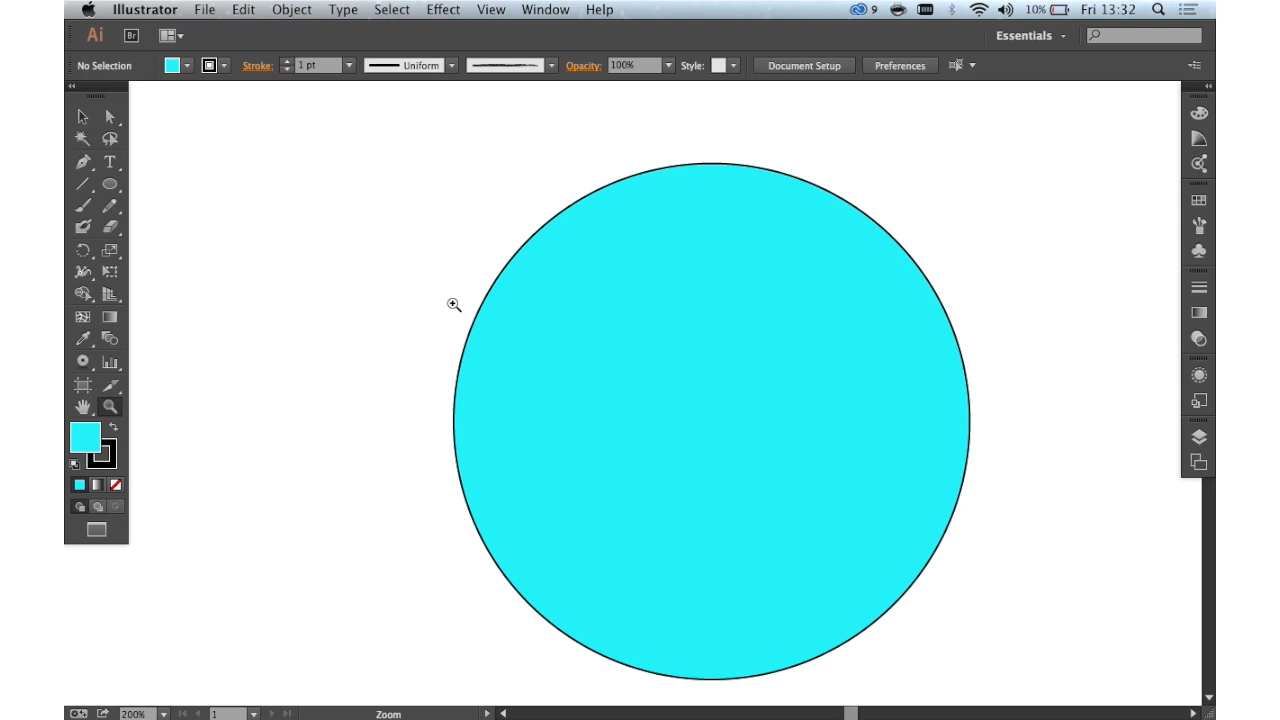 Illustrator File Edit Object Type Select Effect View Window Help 9 10% Fri 13:32
Ai Br Essentials
No Selection Stroke: 1 pt Uniform Opacity: 100% Style: Document Setup Preferences
T
200% 1 Zoom